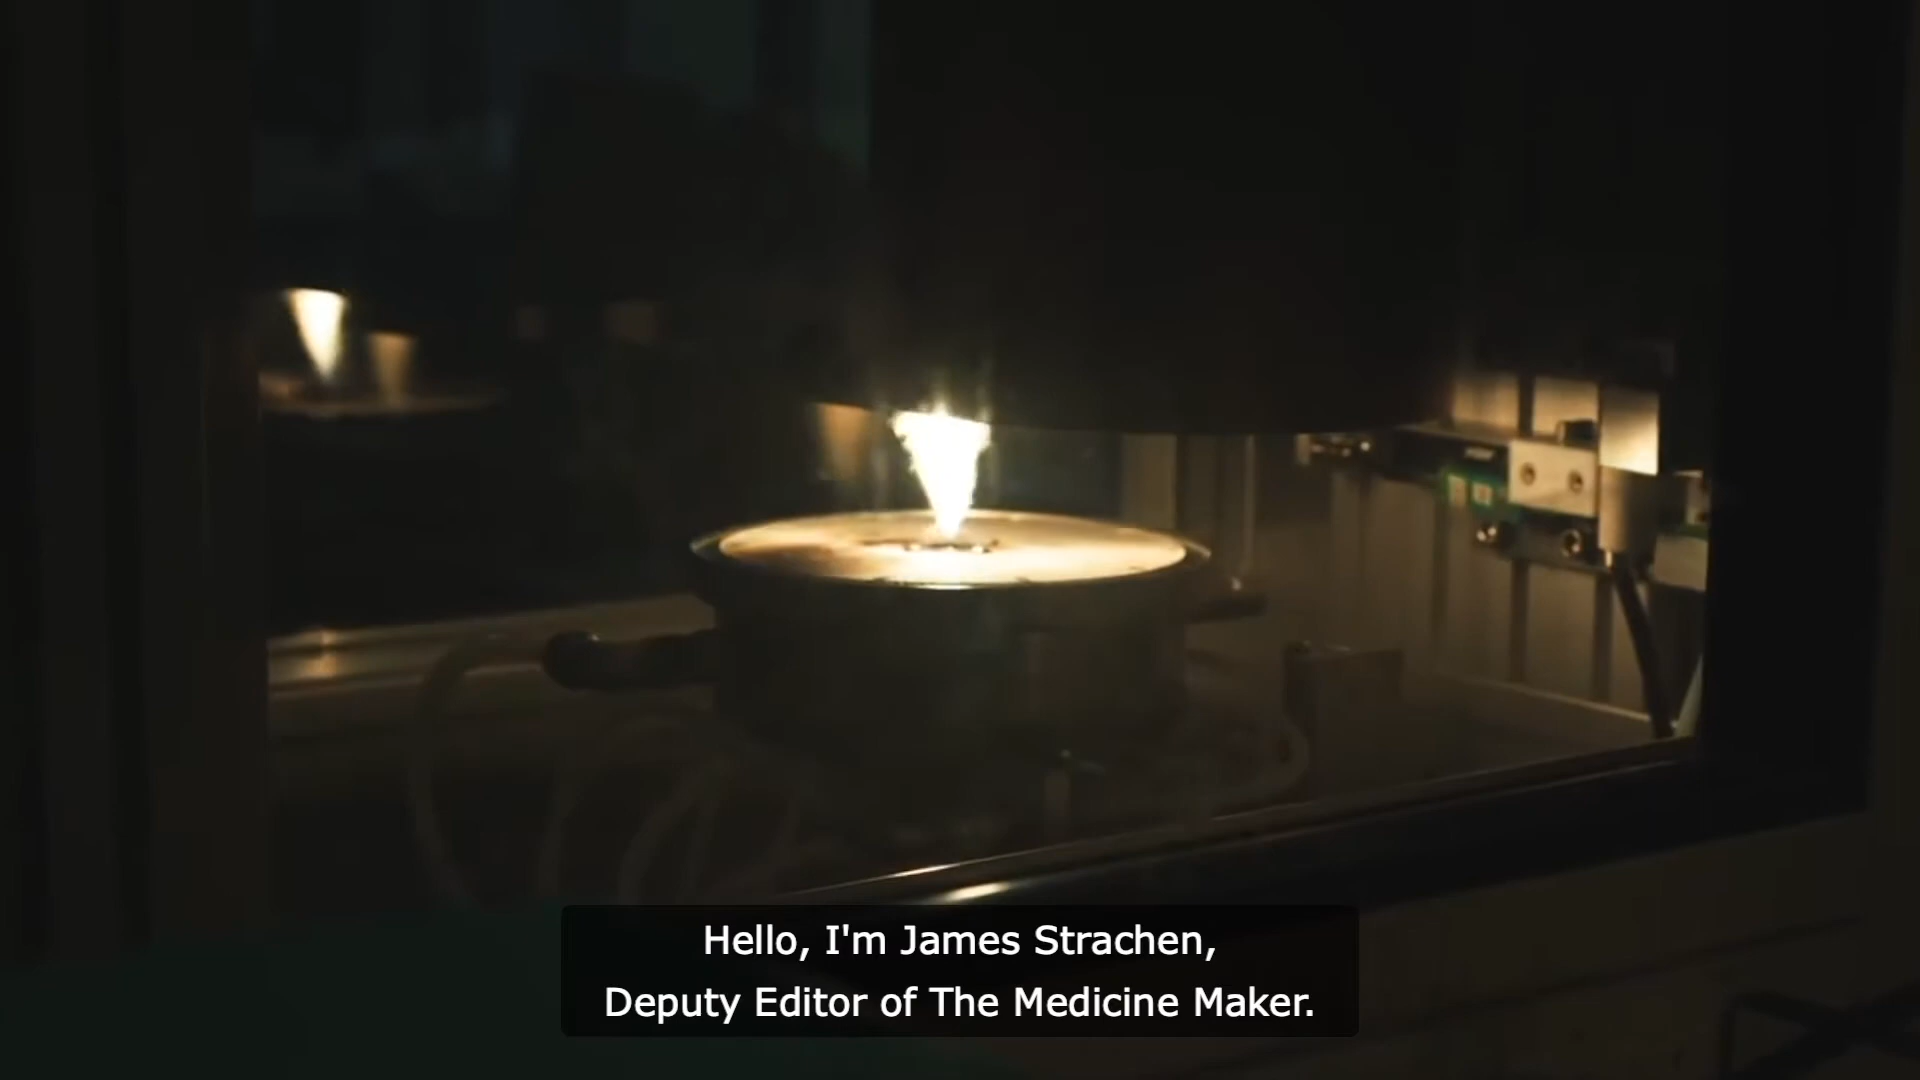 Hello, I'm James Strachen,
Deputy Editor of The Medicine Maker.